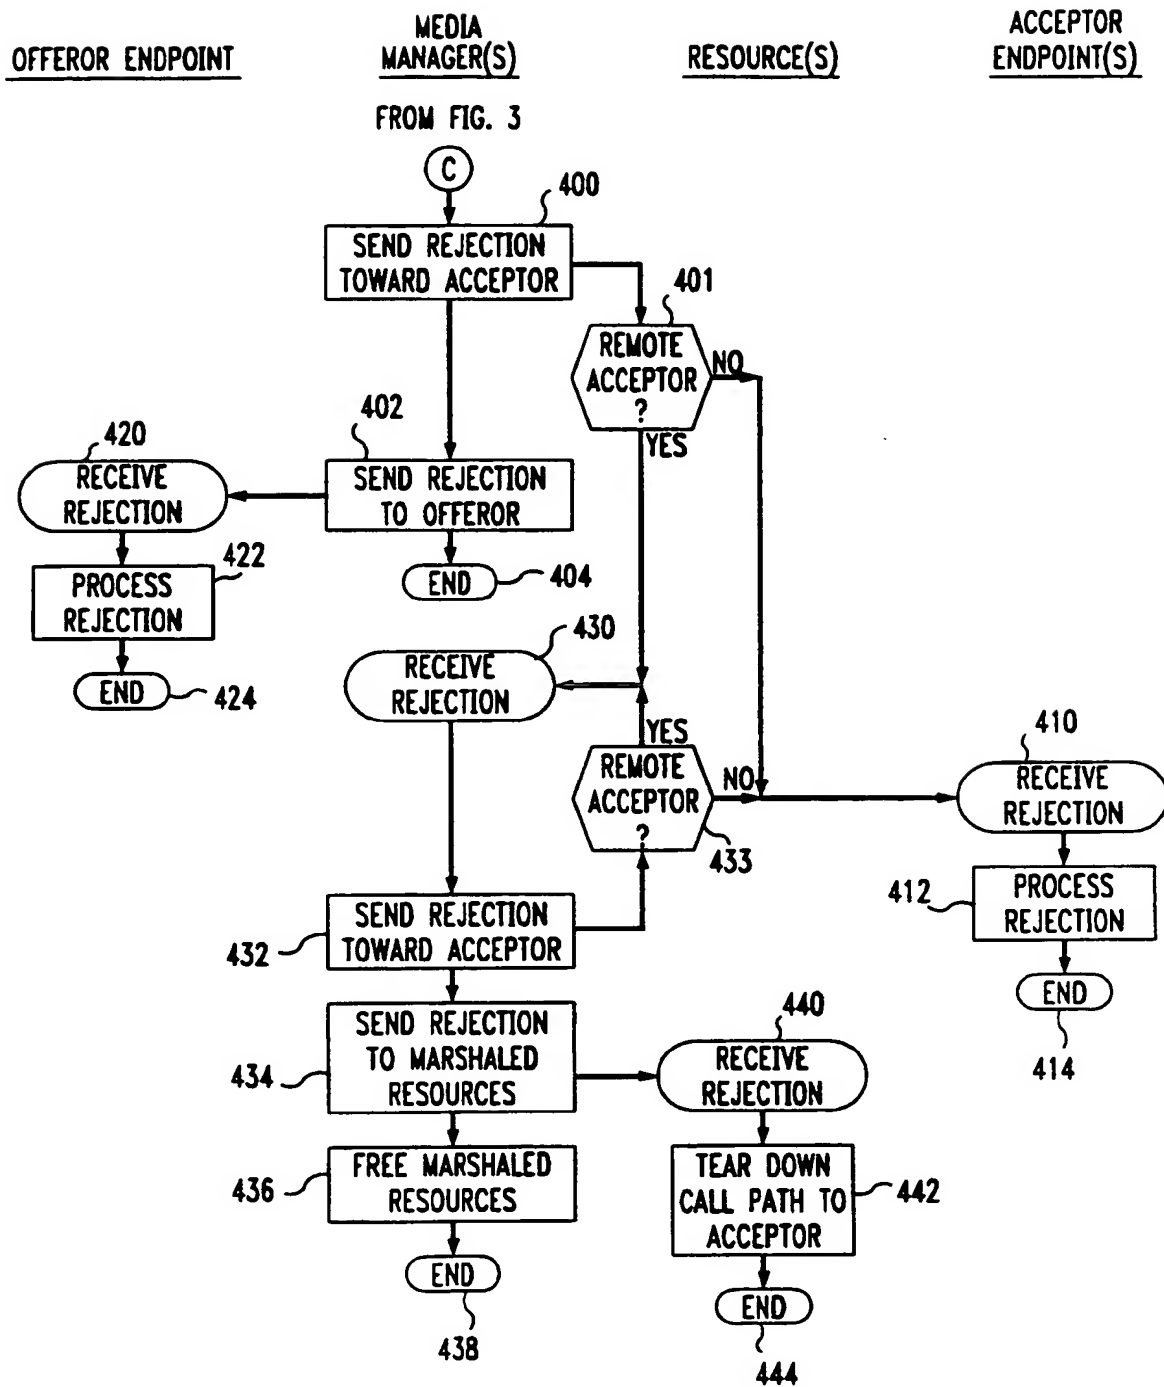 OFFEROR ENDPOINT
MEDIA
MANAGER(S)
RESOURCE(S)
ACCEPTOR
ENDPOINT(S)
FROM FIG. 3
C
400
SEND REJECTION
TOWARD ACCEPTOR
401
REMOTE
ACCEPTOR
?
NO
YES
402
SEND REJECTION
TO OFFEROR
420
RECEIVE
REJECTION
422
PROCESS
REJECTION
END
404
END
424
430
RECEIVE
REJECTION
YES
REMOTE
ACCEPTOR
?
NO
433
410
RECEIVE
REJECTION
412
PROCESS
REJECTION
END
414
432
SEND REJECTION
TOWARD ACCEPTOR
434
SEND REJECTION
TO MARSHALED
RESOURCES
440
RECEIVE
REJECTION
436
FREE MARSHALED
RESOURCES
TEAR DOWN
CALL PATH TO
ACCEPTOR
442
END
438
END
444